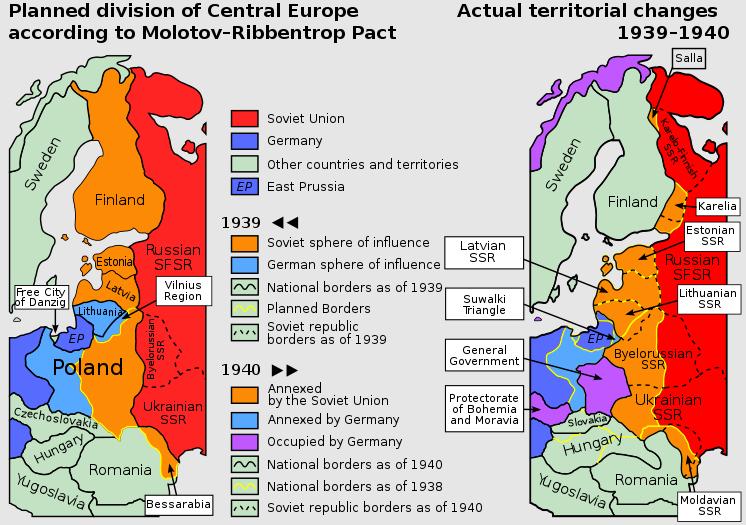 Planned division of Central Europe
according to Molotov–Ribbentrop Pact
Actual territorial changes
1939–1940
Sweden
Finland
Estonia
Latvia
Lithuania
Russian
SFSR
Free City
of Danzig
Vilnius
Region
EP
Poland
Byelorussian
SSR
Ukrainian
SSR
Czechoslovakia
Hungary
Romania
Yugoslavia
Bessarabia
Soviet Union
Germany
Other countries and territories
EP
East Prussia
1939 ◄◄
Soviet sphere of influence
German sphere of influence
National borders as of 1939
Planned Borders
Soviet republic
borders as of 1939
1940 ►►
Annexed
by the Soviet Union
Annexed by Germany
Occupied by Germany
National borders as of 1940
National borders as of 1938
Soviet republic borders as of 1940
Salla
Sweden
Finland
Karelo-Finnish
SSR
Karelia
Estonian
SSR
Latvian
SSR
Russian
SFSR
Lithuanian
SSR
Suwalki
Triangle
EP
General
Government
Byelorussian
SSR
Protectorate
of Bohemia
and Moravia
Ukrainian
SSR
Slovakia
Hungary
Romania
Yugoslavia
Moldavian
SSR